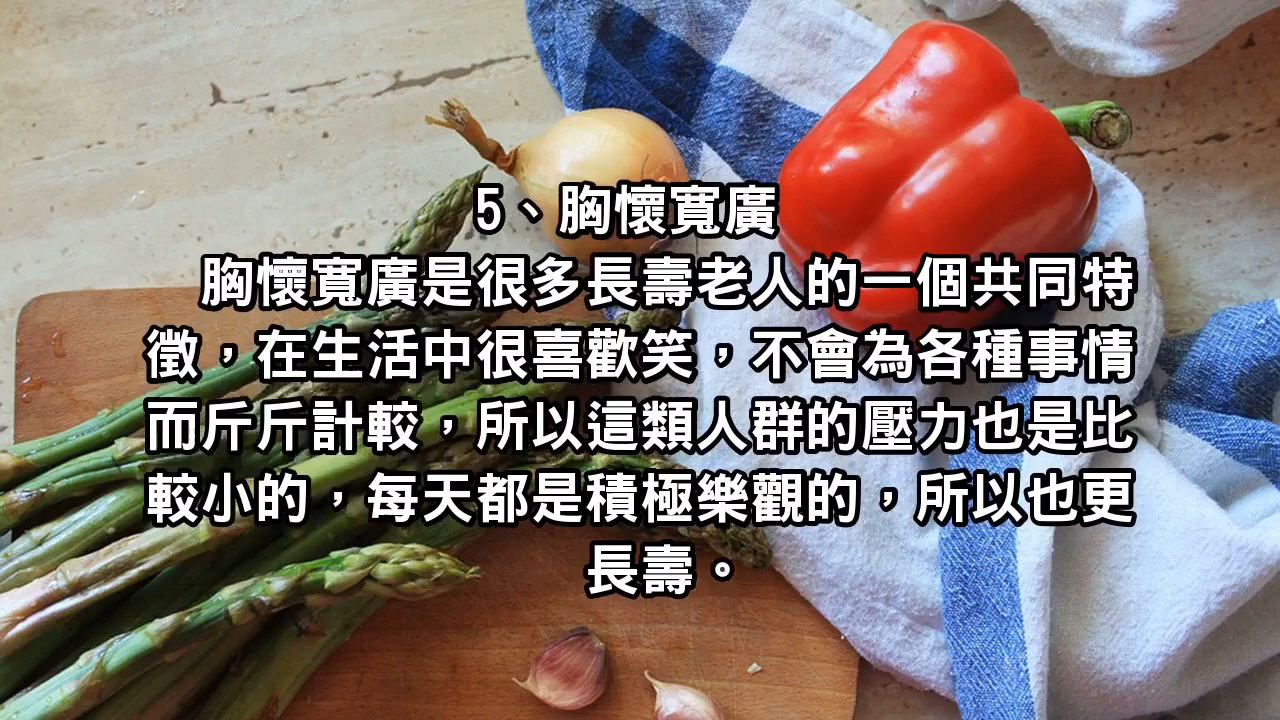 5、胸懷寬廣
胸懷寬廣是很多長壽老人的一個共同特
徵，在生活中很喜歡笑，不會為各種事情
而斤斤計較，所以這類人群的壓力也是比
較小的，每天都是積極樂觀的，所以也更
長壽。